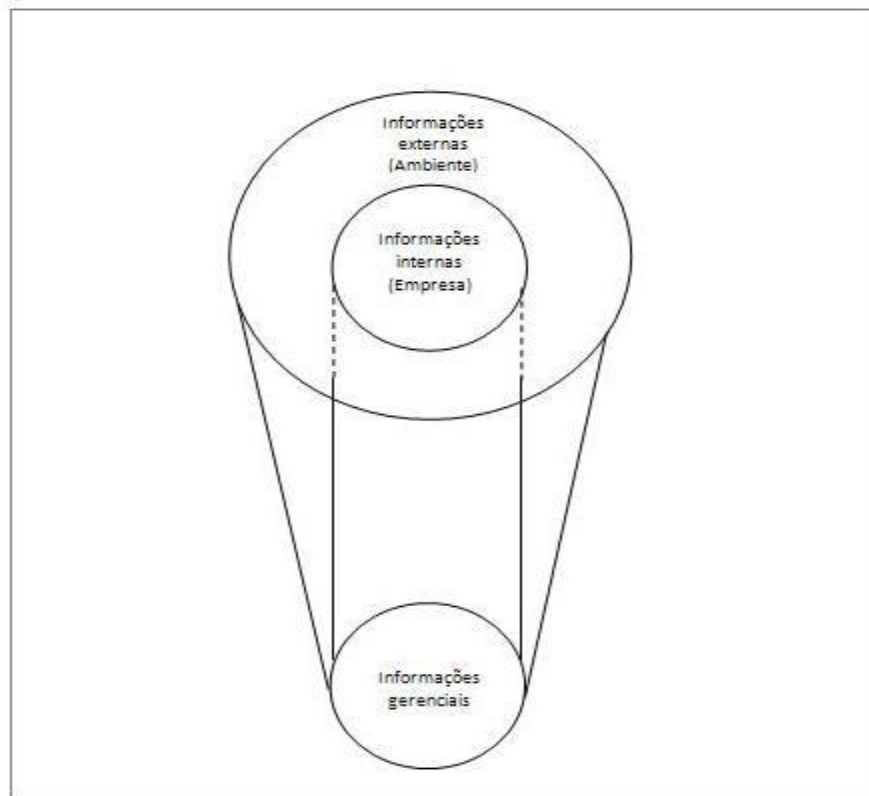 Informações
externas
(Ambiente)
Informações
internas
(Empresa)
Informações
gerenciais